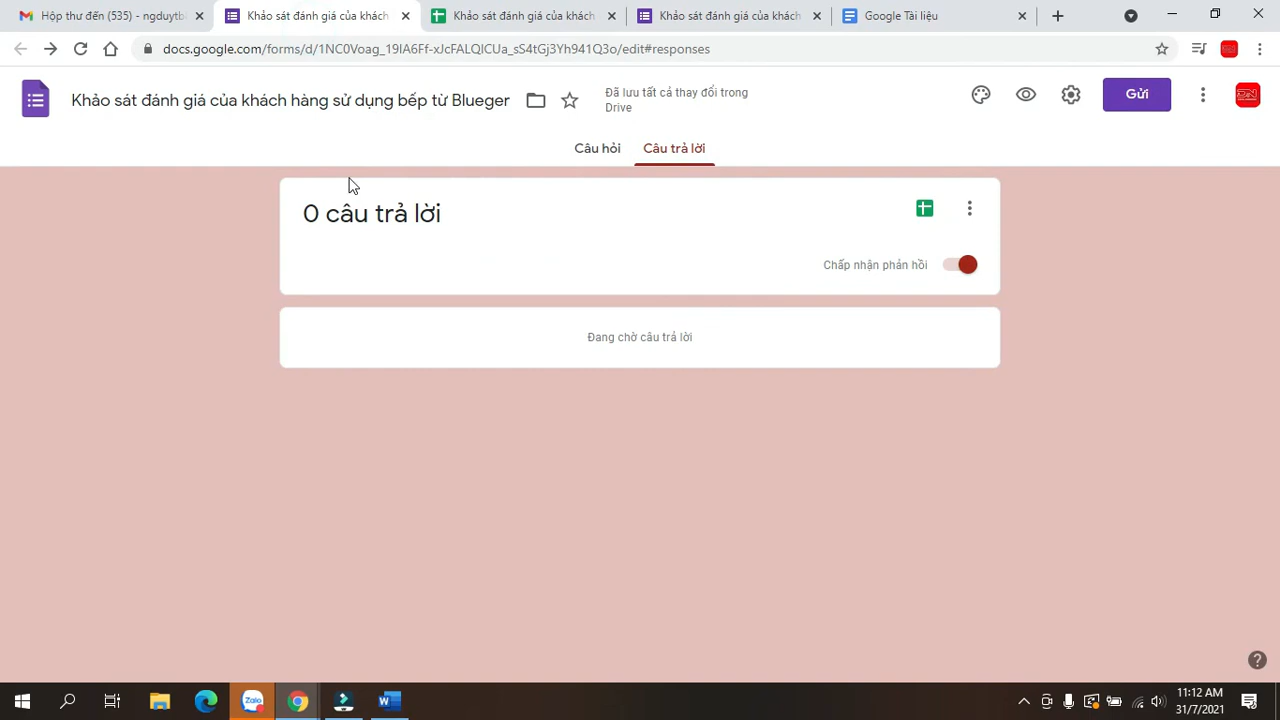 Hộp thư đến (535) - ngduytb
Khảo sát đánh giá của khách
Khảo sát đánh giá của khách
Khảo sát đánh giá của khách
Google Tài liệu
docs.google.com/forms/d/1NC0Voag_19IA6Ff-xJcFALQlCUa_sS4tGj3Yh941Q3o/edit#responses
Khảo sát đánh giá của khách hàng sử dụng bếp từ Blueger
Đã lưu tất cả thay đổi trong
Drive
Gửi
Câu hỏi
Câu trả lời
0 câu trả lời
Chấp nhận phản hồi
Đang chờ câu trả lời
Zalo
11:12 AM
31/7/2021